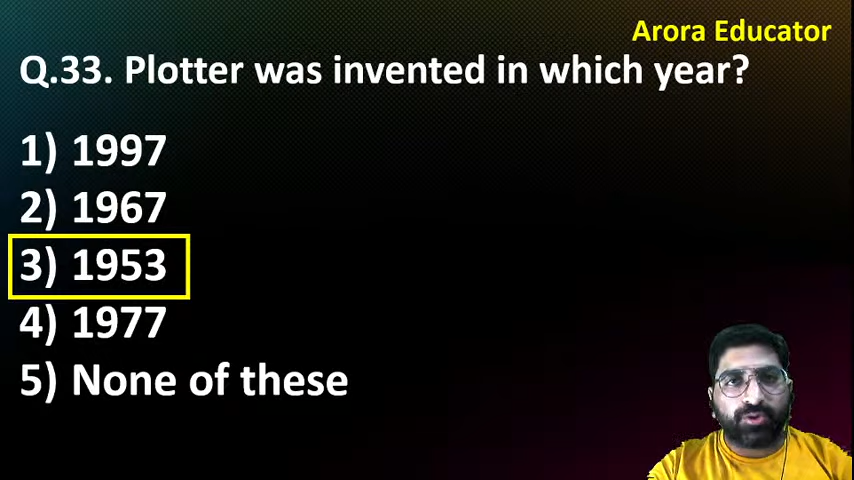 Arora Educator
Q.33. Plotter was invented in which year?
1) 1997
2) 1967
3) 1953
4) 1977
5) None of these